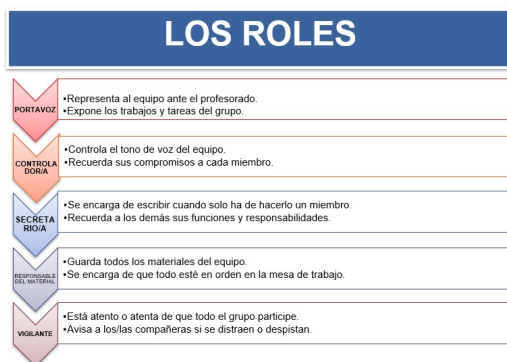 LOS ROLES
PORTAVOZ
•Representa al equipo ante el profesorado.
•Expone los trabajos y tareas del grupo.
CONTROLA
DOR/A
•Controla el tono de voz del equipo.
•Recuerda sus compromisos a cada miembro.
SECRETA
RIO/A
•Se encarga de escribir cuando solo ha de hacerlo un miembro.
•Recuerda a los demás sus funciones y responsabilidades.
RESPONSABLE
DEL MATERIAL
•Guarda todos los materiales del equipo.
•Se encarga de que todo esté en orden en la mesa de trabajo.
VIGILANTE
•Está atento o atenta de que todo el grupo participe.
•Avisa a los/las compañeras si se distraen o despistan.